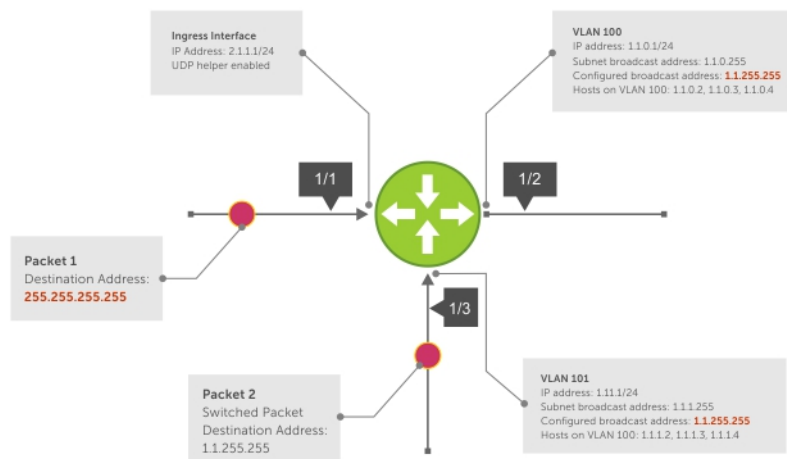 Ingress Interface
IP Address: 2.1.1.1/24
UDP helper enabled
VLAN 100
IP address: 1.1.0.1/24
Subnet broadcast address: 1.1.0.255
Configured broadcast address: 1.1.255.255
Hosts on VLAN 100: 1.1.0.2, 1.1.0.3, 1.1.0.4
1/1
1/2
Packet 1
Destination Address:
255.255.255.255
1/3
Packet 2
Switched Packet
Destination Address:
1.1.255.255
VLAN 101
IP address: 1.11.1/24
Subnet broadcast address: 1.1.1.255
Configured broadcast address: 1.1.255.255
Hosts on VLAN 100: 1.1.1.2, 1.1.1.3, 1.1.1.4